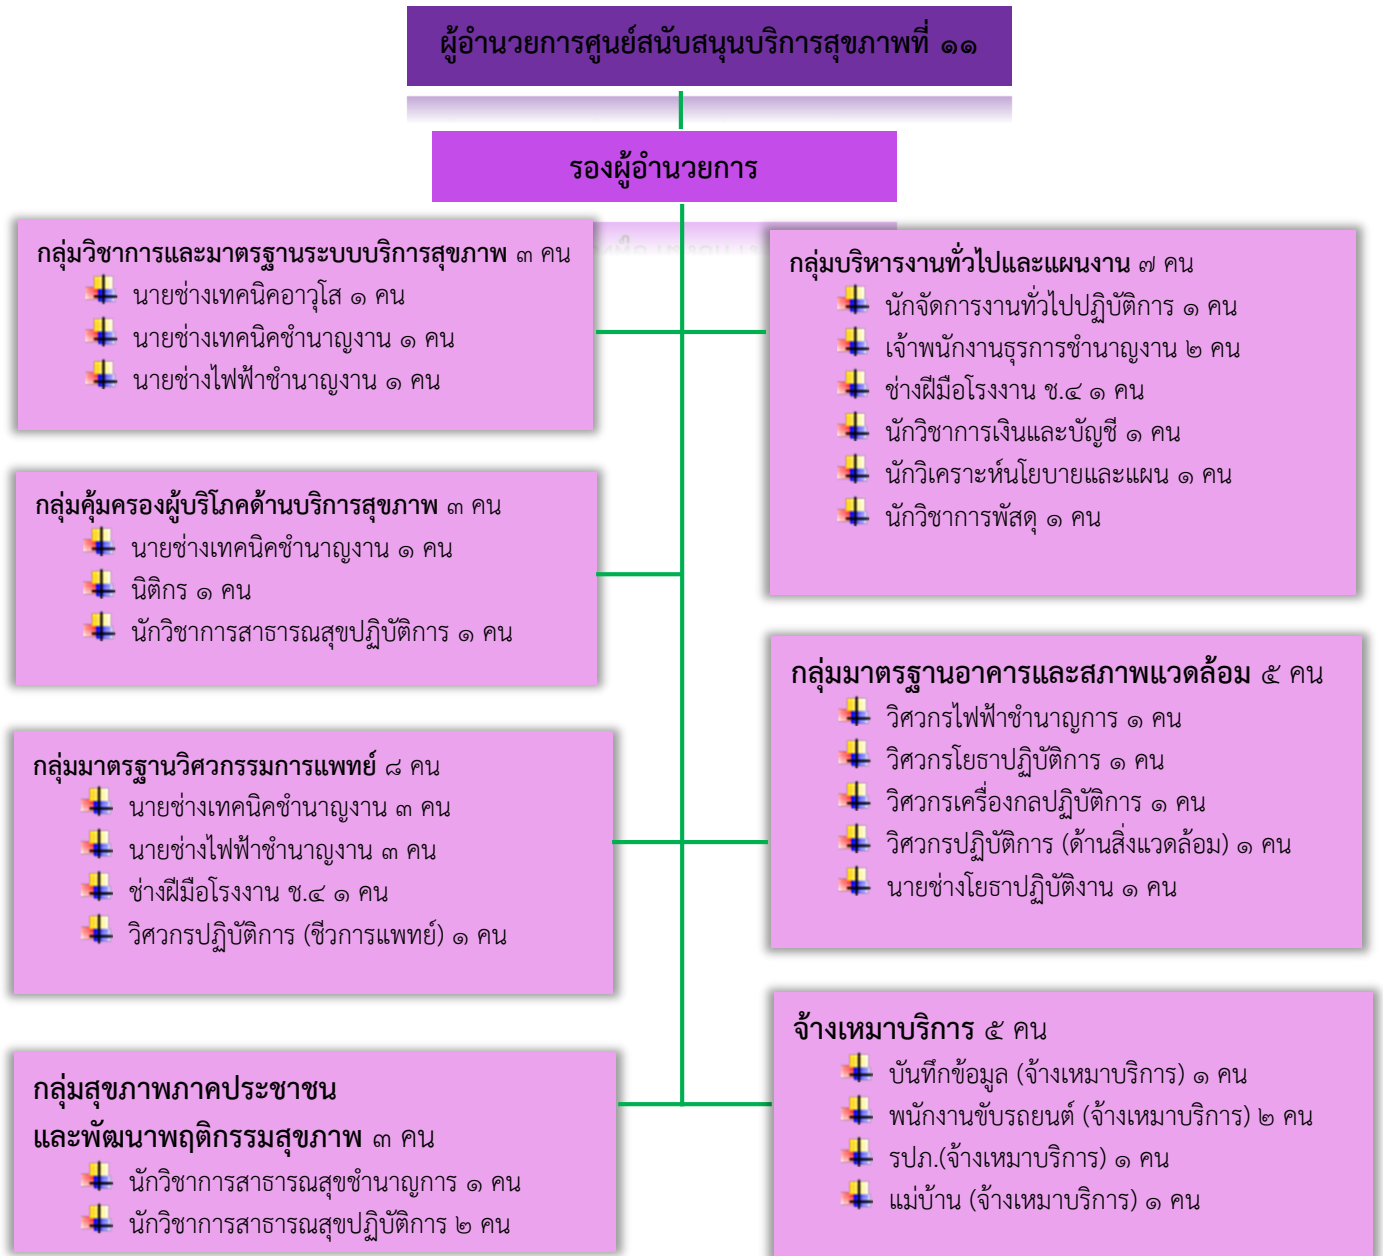 ผู้อำนวยการศูนย์สนับสนุนบริการสุขภาพที่ ๑๑
รองผู้อำนวยการ
กลุ่มวิชาการและมาตรฐานระบบบริการสุขภาพ ๓ คน
นายช่างเทคนิคอาวุโส ๑ คน
นายช่างเทคนิคชำนาญงาน ๑ คน
นายช่างไฟฟ้าชำนาญงาน ๑ คน
กลุ่มบริหารงานทั่วไปและแผนงาน ๗ คน
นักจัดการงานทั่วไปปฏิบัติการ ๑ คน
เจ้าพนักงานธุรการชำนาญงาน ๒ คน
ช่างฝีมือโรงงาน ช.๔ ๑ คน
นักวิชาการเงินและบัญชี ๑ คน
นักวิเคราะห์นโยบายและแผน ๑ คน
นักวิชาการพัสดุ ๑ คน
กลุ่มคุ้มครองผู้บริโภคด้านบริการสุขภาพ ๓ คน
นายช่างเทคนิคชำนาญงาน ๑ คน
นิติกร ๑ คน
นักวิชาการสาธารณสุขปฏิบัติการ ๑ คน
กลุ่มมาตรฐานอาคารและสภาพแวดล้อม ๕ คน
วิศวกรไฟฟ้าชำนาญการ ๑ คน
วิศวกรโยธาปฏิบัติการ ๑ คน
วิศวกรเครื่องกลปฏิบัติการ ๑ คน
วิศวกรปฏิบัติการ (ด้านสิ่งแวดล้อม) ๑ คน
นายช่างโยธาปฏิบัติงาน ๑ คน
กลุ่มมาตรฐานวิศวกรรมการแพทย์ ๘ คน
นายช่างเทคนิคชำนาญงาน ๓ คน
นายช่างไฟฟ้าชำนาญงาน ๓ คน
ช่างฝีมือโรงงาน ช.๔ ๑ คน
วิศวกรปฏิบัติการ (ชีวการแพทย์) ๑ คน
จ้างเหมาบริการ ๕ คน
บันทึกข้อมูล (จ้างเหมาบริการ) ๑ คน
พนักงานขับรถยนต์ (จ้างเหมาบริการ) ๒ คน
รปภ.(จ้างเหมาบริการ) ๑ คน
แม่บ้าน (จ้างเหมาบริการ) ๑ คน
กลุ่มสุขภาพภาคประชาชน
และพัฒนาพฤติกรรมสุขภาพ ๓ คน
นักวิชาการสาธารณสุขชำนาญการ ๑ คน
นักวิชาการสาธารณสุขปฏิบัติการ ๒ คน